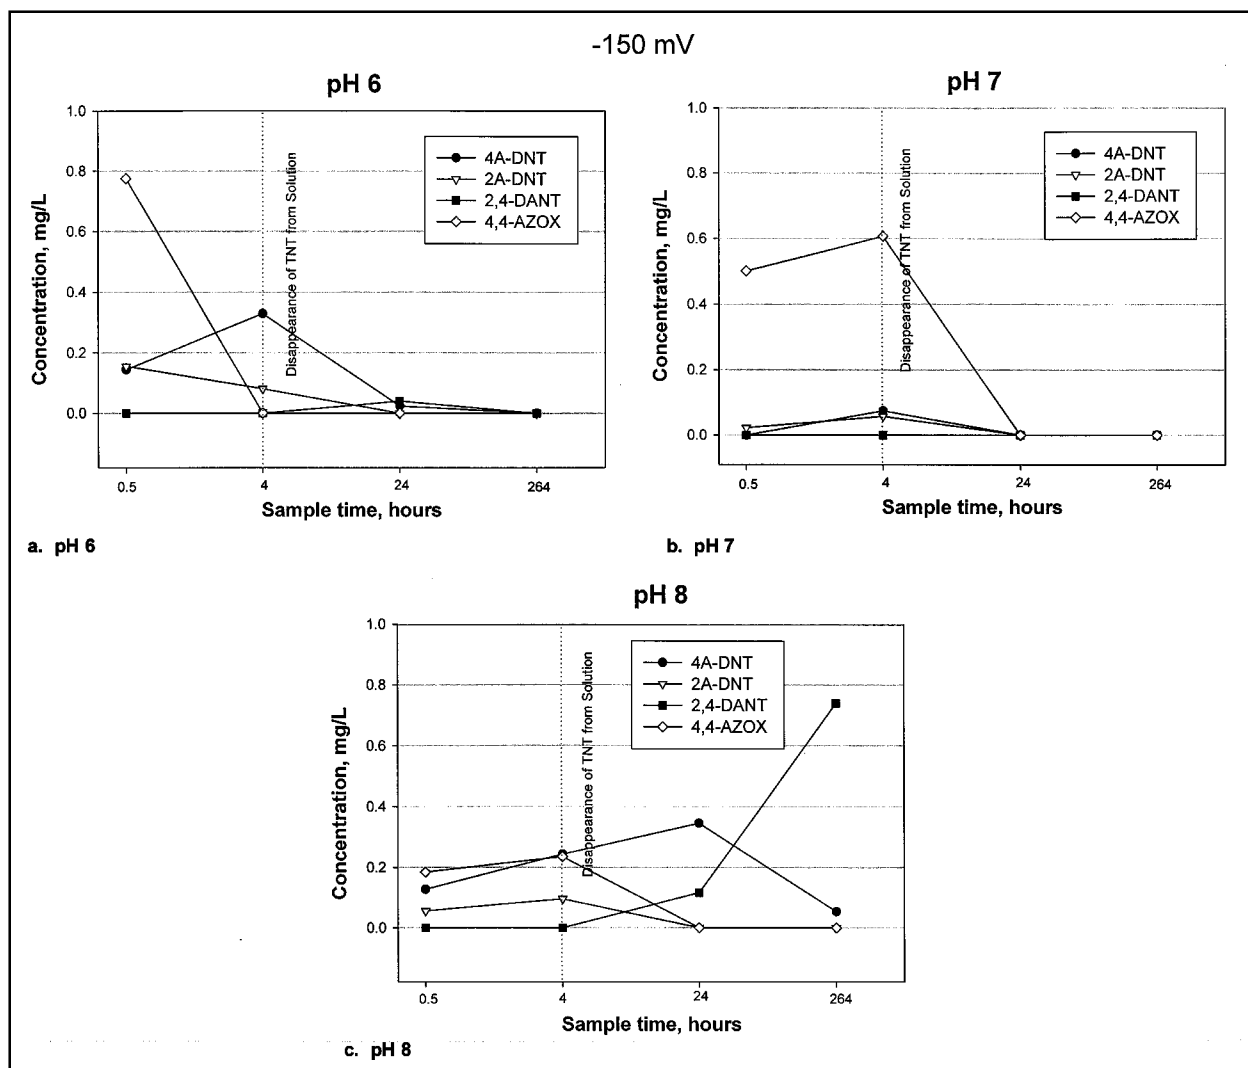 -150 mV
pH 6
1.0
0.8
0.6
0.4
0.2
0.0
Concentration, mg/L
4A-DNT
2A-DNT
2,4-DANT
4,4-AZOX
Disappearance of TNT from Solution
0.5
4
24
264
Sample time, hours
a. pH 6
pH 7
1.0
0.8
0.6
0.4
0.2
0.0
Concentration, mg/L
4A-DNT
2A-DNT
2,4-DANT
4,4-AZOX
Disappearance of TNT from Solution
0.5
4
24
264
Sample time, hours
b. pH 7
pH 8
1.0
0.8
0.6
0.4
0.2
0.0
Concentration, mg/L
4A-DNT
2A-DNT
2,4-DANT
4,4-AZOX
Disappearance of TNT from Solution
0.5
4
24
264
Sample time, hours
c. pH 8